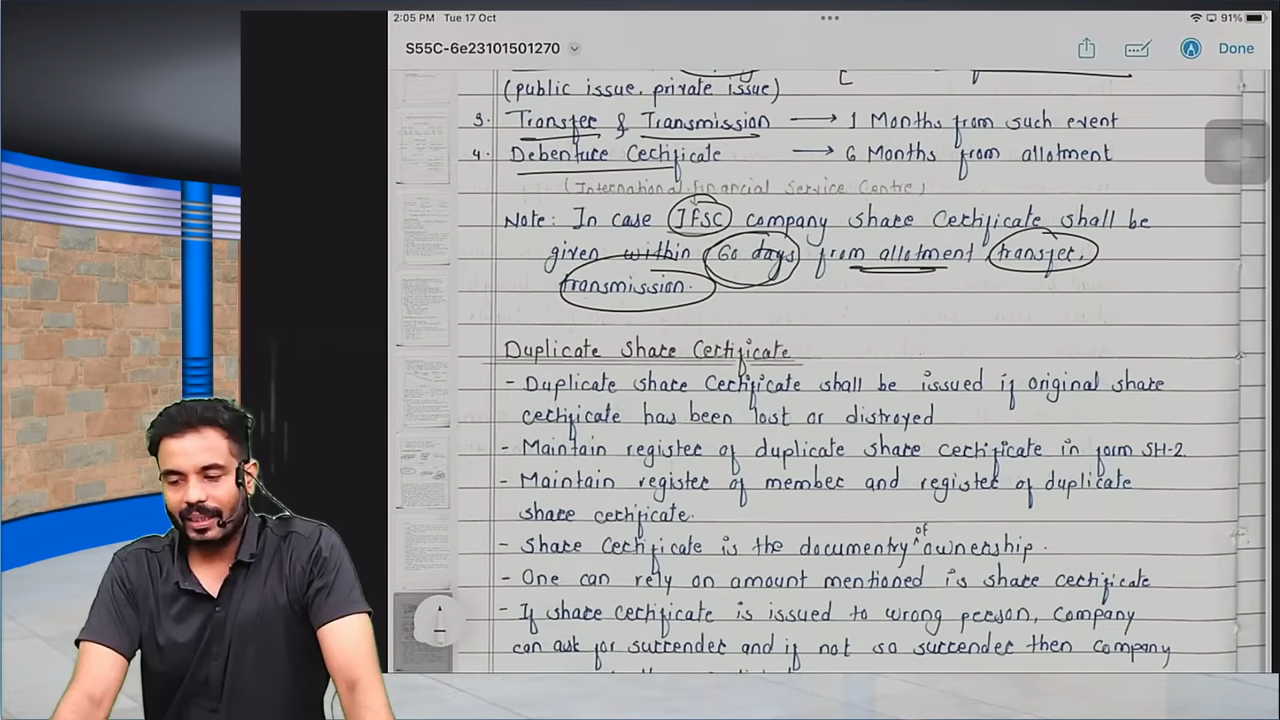 2:05 PM Tue 17 Oct
91%
S55C-6e23101501270
Done
(public issue. private issue)
3. Transfer & Transmission → 1 Months from such event
4. Debenture Certificate → 6 Months from allotment
(International Financial Service Centre)
Note: In case IFSC company share Certificate shall be
given within 60 days from allotment transfer,
transmission.
Duplicate Share Certificate
- Duplicate share Certificate shall be issued if original share
certificate has been lost or distroyed
- Maintain register of duplicate share certificate in form SH-2
- Maintain register of member and register of duplicate
share certificate.
- Share Certificate is the documentry of ownership.
- One can rely on amount mentioned is share certificate
- If share certificate is issued to wrong person, Company
can ask for surrender and if not so surrender then company